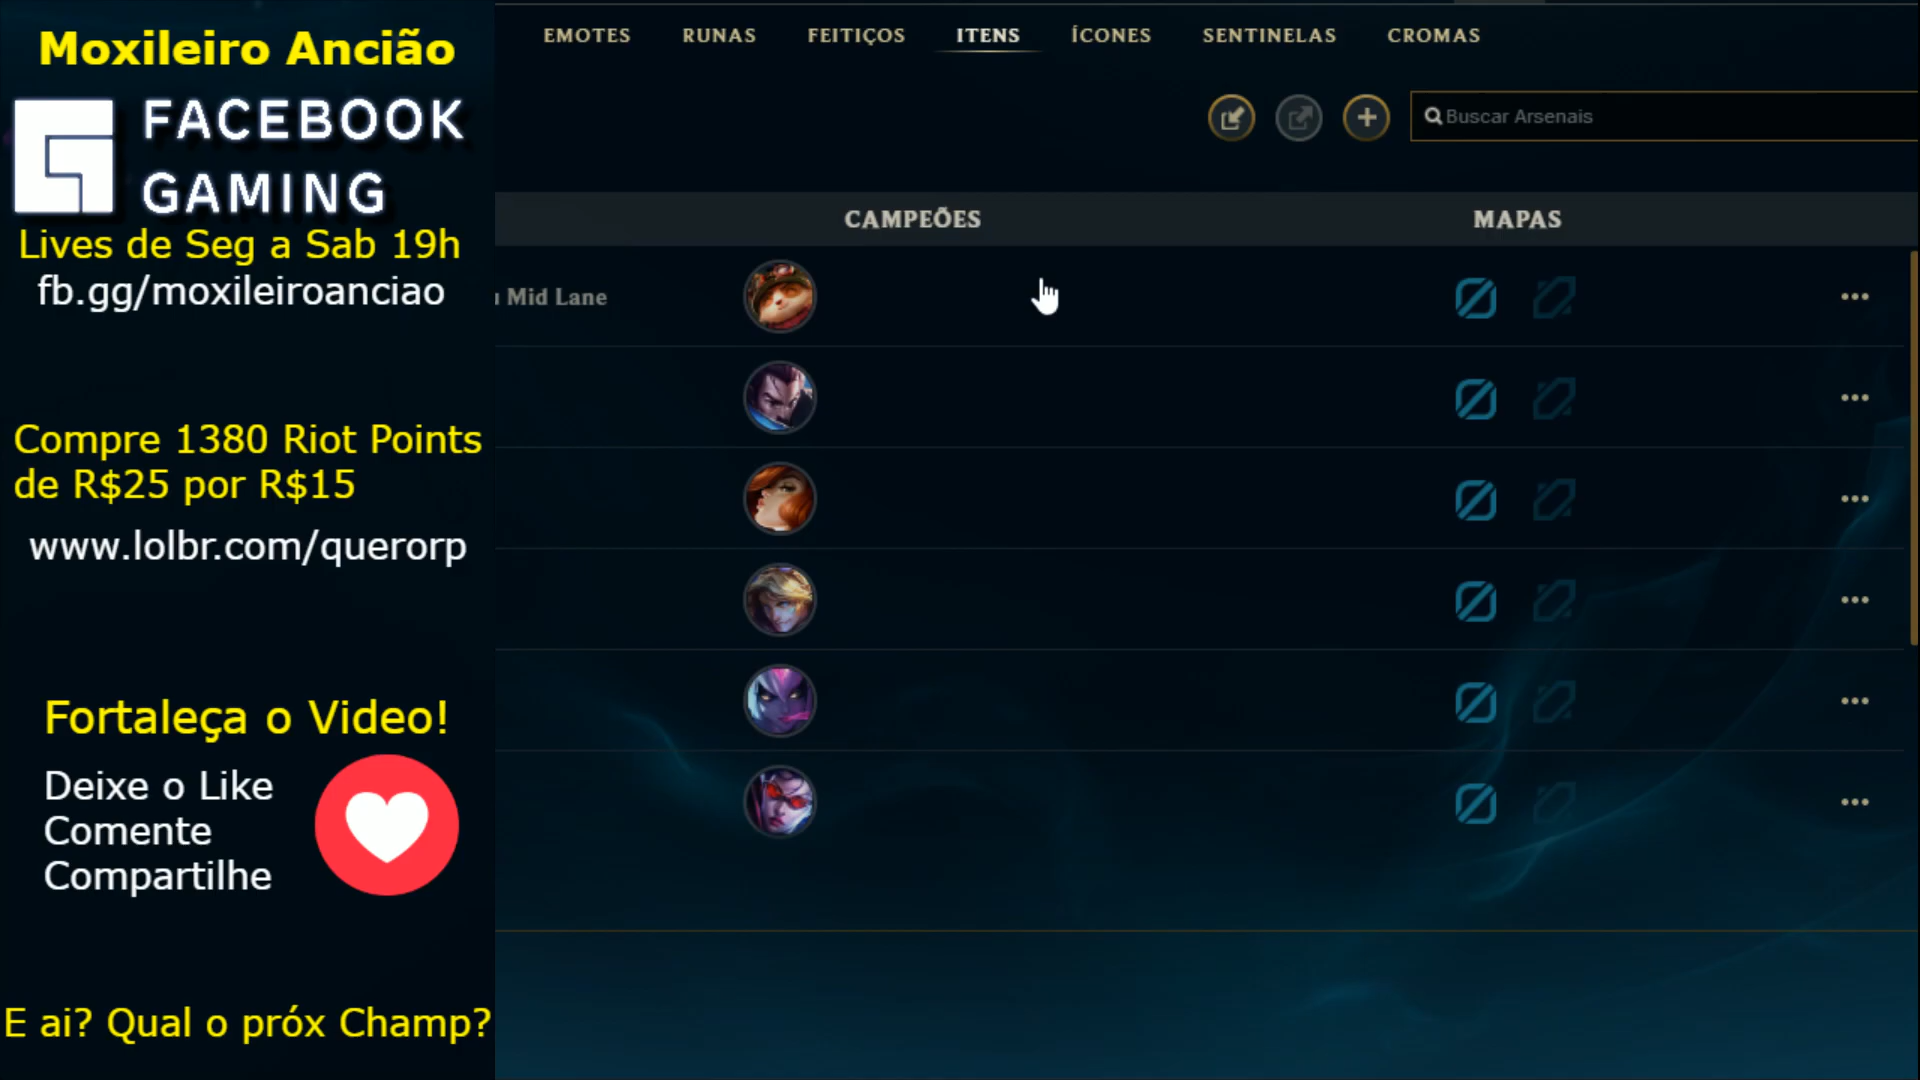 Moxileiro Ancião
FACEBOOK
GAMING
Lives de Seg a Sab 19h
fb.gg/moxileiroanciao
Compre 1380 Riot Points
de R$25 por R$15
www.lolbr.com/querorp
Fortaleça o Video!
Deixe o Like
Comente
Compartilhe
E ai? Qual o próx Champ?
EMOTES RUNAS FEITIÇOS ITENS ÍCONES SENTINELAS CROMAS
Buscar Arsenais
CAMPEÕES MAPAS
Mid Lane